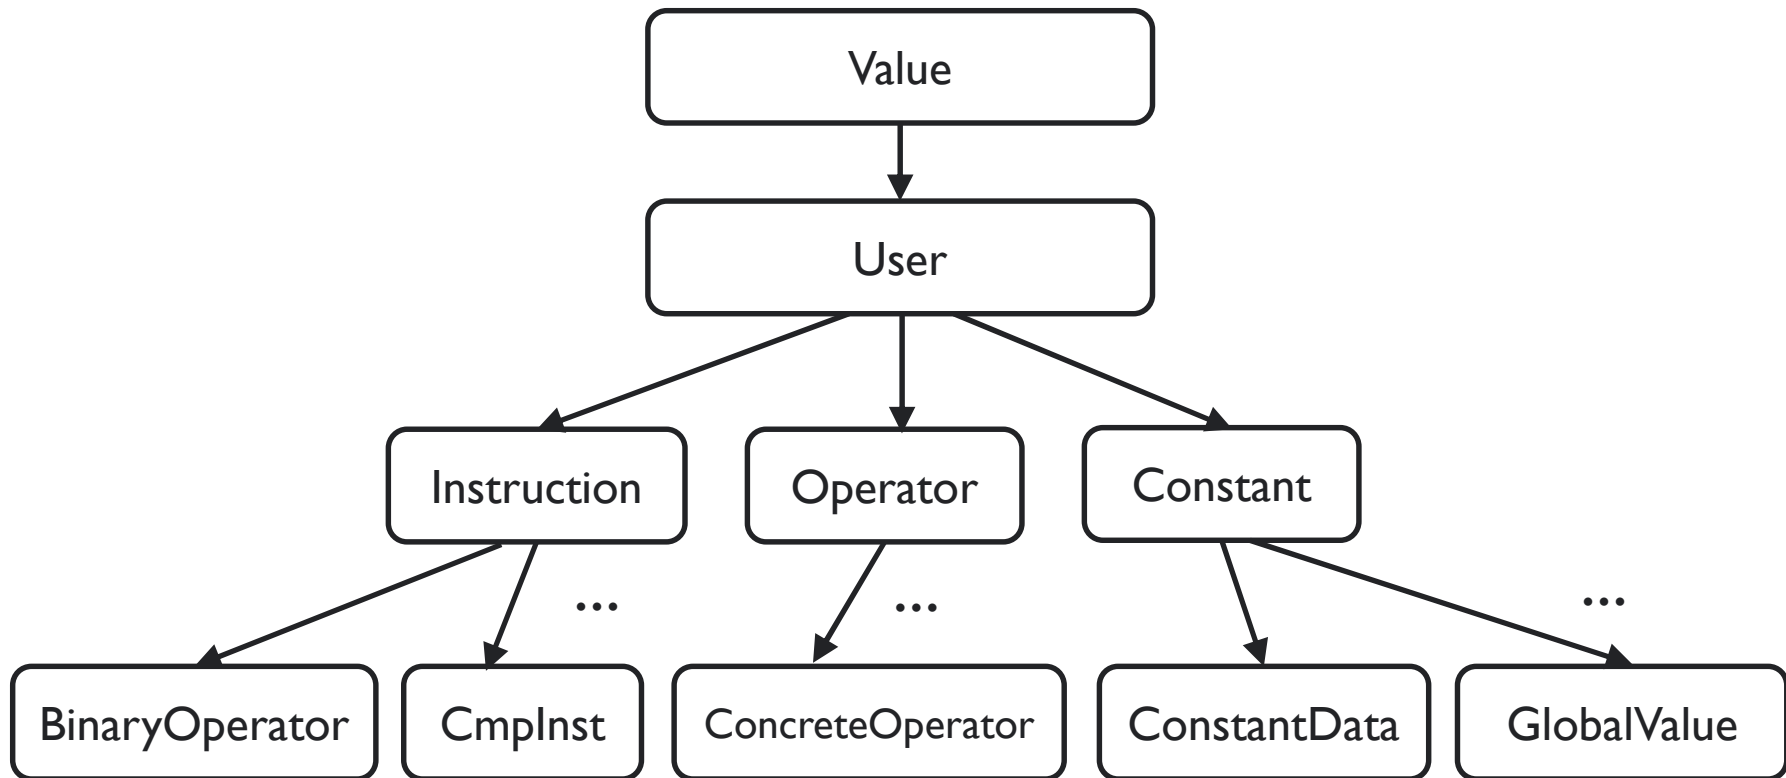 Value
User
Instruction
Operator
Constant
...
...
...
BinaryOperator
CmpInst
ConcreteOperator
ConstantData
GlobalValue